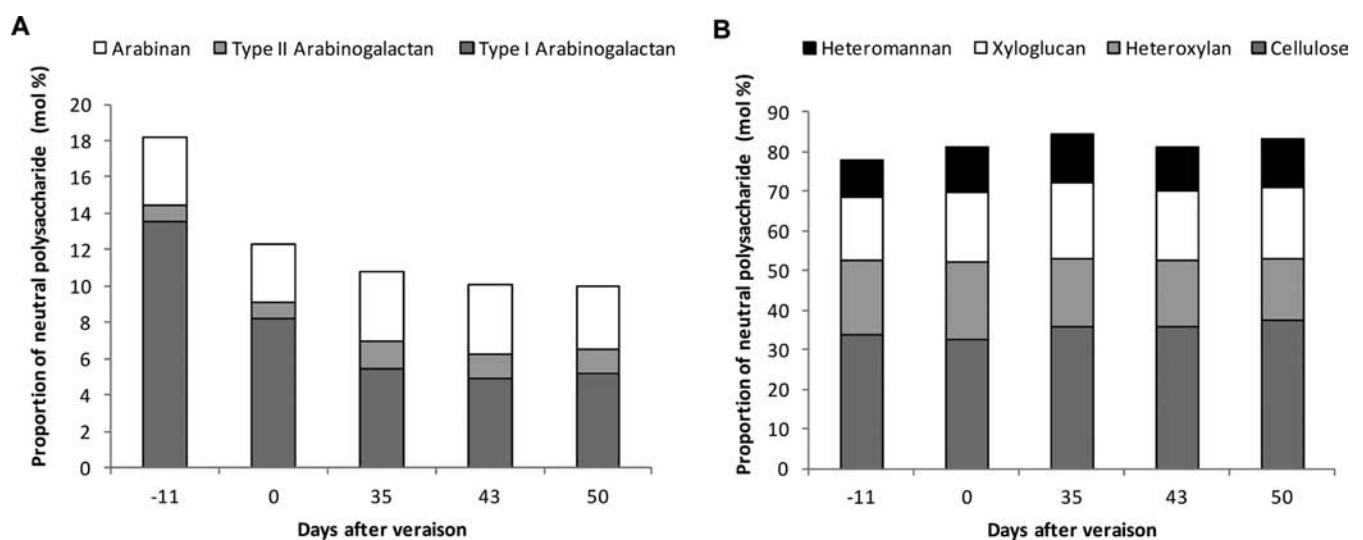 A
Arabinan Type II Arabinogalactan Type I Arabinogalactan
Proportion of neutral polysaccharide (mol %)
20
18
16
14
12
10
8
6
4
2
0
-11 0 35 43 50
Days after veraison
B
Heteromannan Xyloglucan Heteroxylan Cellulose
Proportion of neutral polysaccharide (mol %)
90
80
70
60
50
40
30
20
10
0
-11 0 35 43 50
Days after veraison